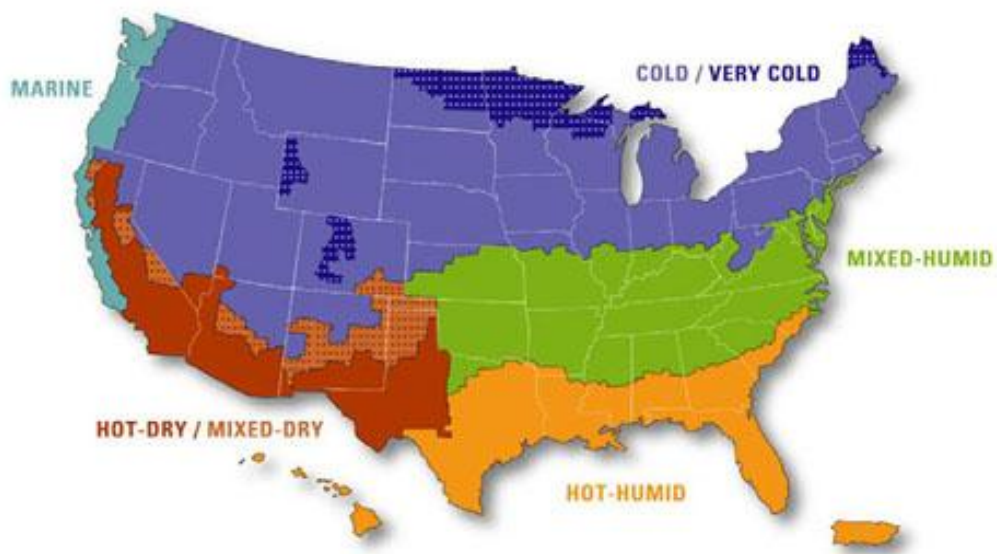 COLD / VERY COLD
MARINE
MIXED-HUMID
HOT-DRY / MIXED-DRY
HOT-HUMID